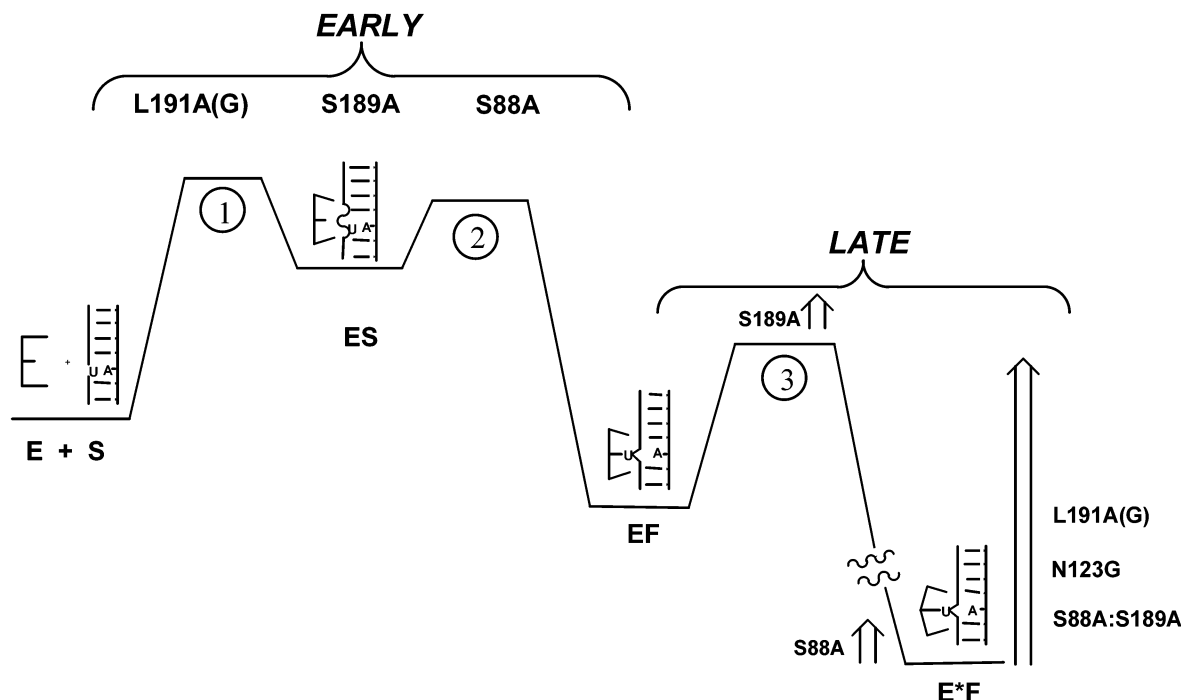 EARLY
L191A(G) S189A S88A
1
2
U A
ES
U A
E + S
LATE
S189A
3
U A
EF
L191A(G)
N123G
S88A:S189A
U A
S88A
E*F